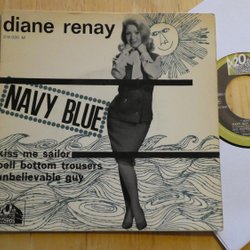 diane renay
NAVY BLUE
kiss me sailor
bell bottom trousers
unbelievable guy